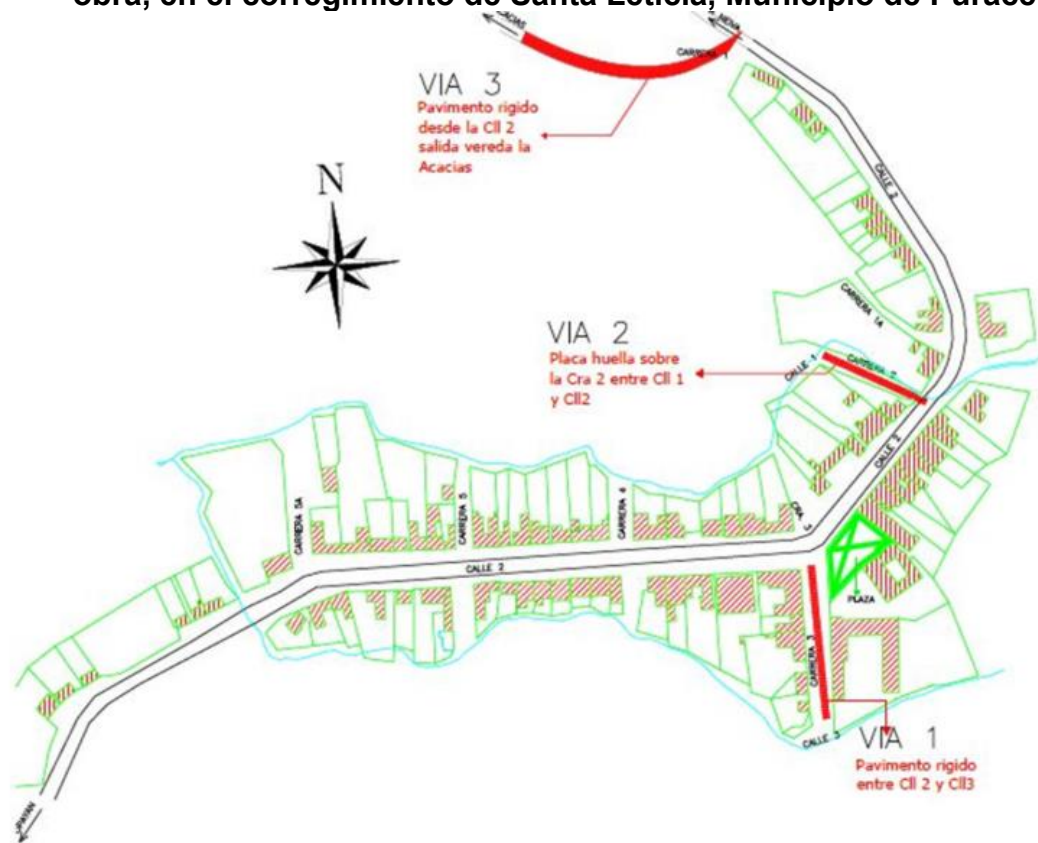 obra, en el corregimiento de Santa Leticia, Municipio de Puracé
CARRERA 1
VIA 3
Pavimento rigido
desde la Cll 2
salida vereda la
Acacias
N
CALLE 2
CARRERA 1A
VIA 2
Placa huella sobre
la Cra 2 entre Cll 1
y Cll2
CALLE 1
CARRERA 2
CALLE 2
CARRERA 5A
CARRERA 5
CARRERA 4
CRA. 3
CALLE 2
PLAZA
CARRERA 3
CALLE 3
VIA 1
Pavimento rigido
entre Cll 2 y Cll3